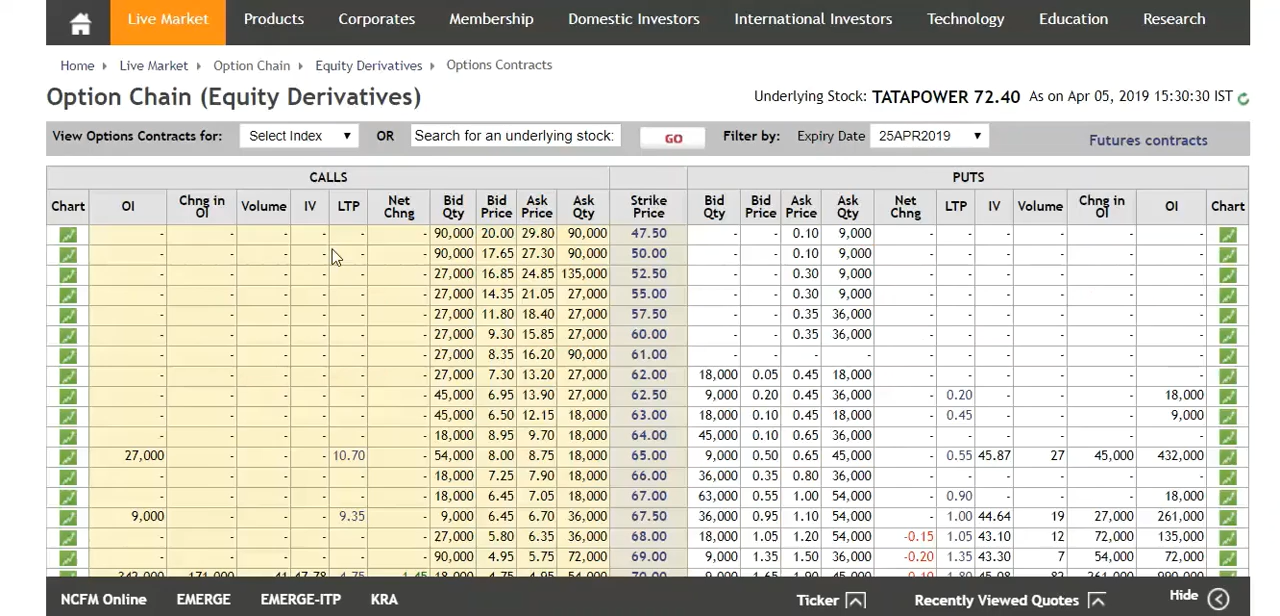 Live Market Products Corporates Membership Domestic Investors International Investors Technology Education Research
Home Live Market Option Chain Equity Derivatives Options Contracts
Option Chain (Equity Derivatives) Underlying Stock: TATAPOWER 72.40 As on Apr 05, 2019 15:30:30 IST
View Options Contracts for: Select Index OR Search for an underlying stock: GO Filter by: Expiry Date 25APR2019 Futures contracts
CALLS PUTS
Chart OI Chng in OI Volume IV LTP Net Chng Bid Qty Bid Price Ask Price Ask Qty Strike Price Bid Qty Bid Price Ask Price Ask Qty Net Chng LTP IV Volume Chng in OI OI Chart
- - - - - - 90,000 20.00 29.80 90,000 47.50 - - 0.10 9,000 - - - - - -
- - - - - - 90,000 17.65 27.30 90,000 50.00 - - 0.10 9,000 - - - - - -
- - - - - - 27,000 16.85 24.85 135,000 52.50 - - 0.30 9,000 - - - - - -
- - - - - - 27,000 14.35 21.05 27,000 55.00 - - 0.30 9,000 - - - - - -
- - - - - - 27,000 11.80 18.40 27,000 57.50 - - 0.35 36,000 - - - - - -
- - - - - - 27,000 9.30 15.85 27,000 60.00 - - 0.35 36,000 - - - - - -
- - - - - - 27,000 8.35 16.20 90,000 61.00 - - - - - - - - - -
- - - - - - 27,000 7.30 13.20 27,000 62.00 18,000 0.05 0.45 18,000 - - - - - -
- - - - - - 45,000 6.95 13.90 27,000 62.50 9,000 0.20 0.45 36,000 - 0.20 - - - 18,000
- - - - - - 45,000 6.50 12.15 18,000 63.00 18,000 0.10 0.45 18,000 - 0.45 - - - 9,000
- - - - - - 18,000 8.95 9.70 18,000 64.00 45,000 0.10 0.65 36,000 - - - - - -
27,000 - - - 10.70 - 54,000 8.00 8.75 18,000 65.00 9,000 0.50 0.65 45,000 - 0.55 45.87 27 45,000 432,000
- - - - - - 18,000 7.25 7.90 18,000 66.00 36,000 0.35 0.80 36,000 - - - - - -
- - - - - - 18,000 6.45 7.05 18,000 67.00 63,000 0.55 1.00 54,000 - 0.90 - - - 18,000
9,000 - - - 9.35 - 9,000 6.45 6.70 36,000 67.50 36,000 0.95 1.10 54,000 - 1.00 44.64 19 27,000 261,000
- - - - - - 27,000 5.80 6.35 36,000 68.00 18,000 1.05 1.20 54,000 -0.15 1.05 43.10 12 72,000 135,000
- - - - - - 90,000 4.95 5.75 72,000 69.00 9,000 1.35 1.50 36,000 -0.20 1.35 43.30 7 54,000 72,000
NCFM Online EMERGE EMERGE-ITP KRA Ticker Recently Viewed Quotes Hide